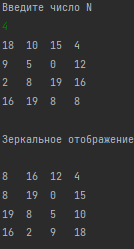 Введите число N
4
18 10 15 4
9 5 0 12
2 8 19 16
16 19 8 8
Зеркальное отображение
8 16 12 4
8 19 0 15
19 8 5 10
16 2 9 18